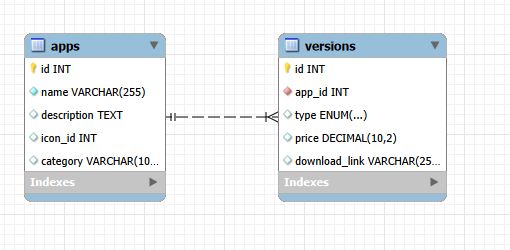 apps
id INT
name VARCHAR(255)
description TEXT
icon_id INT
category VARCHAR(10...
Indexes
versions
id INT
app_id INT
type ENUM(...)
price DECIMAL(10,2)
download_link VARCHAR(25...
Indexes